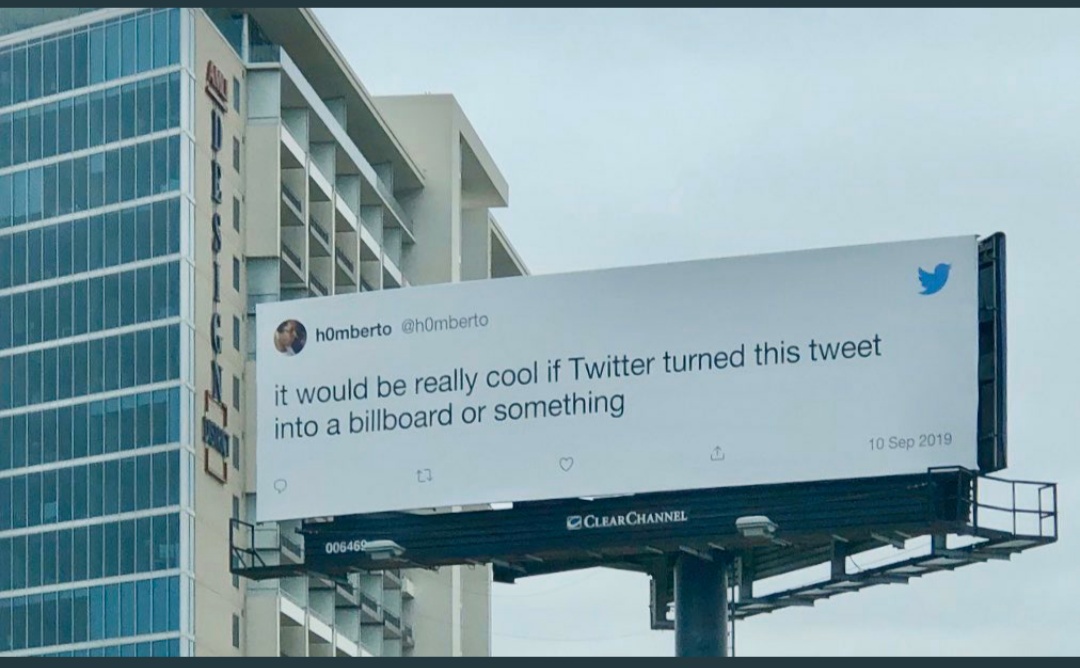 DESIGN
h0mberto @h0mberto
it would be really cool if Twitter turned this tweet
into a billboard or something
10 Sep 2019
CLEARCHANNEL
006469